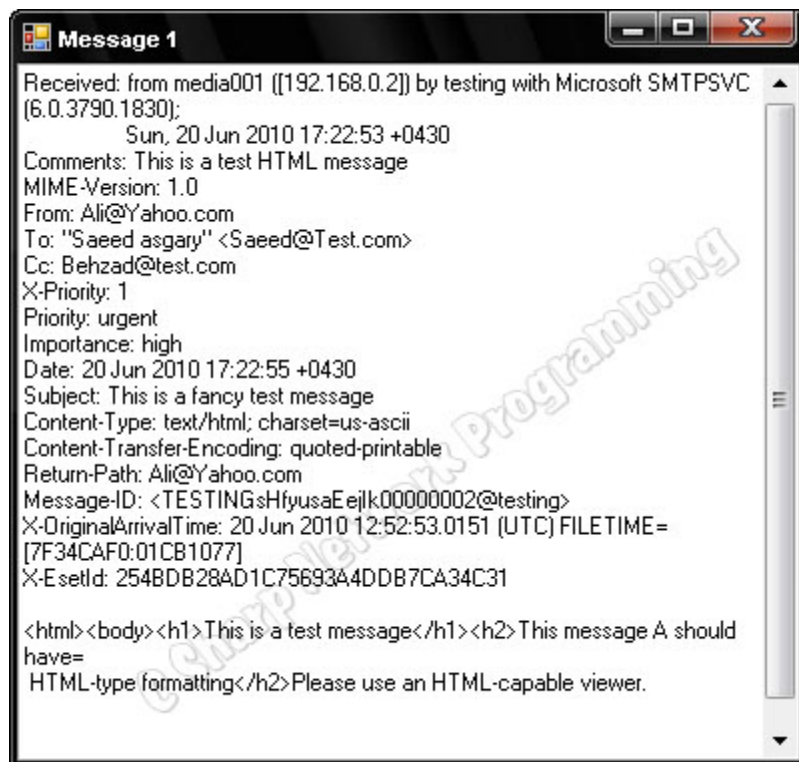 Message 1
Received: from media001 ([192.168.0.2]) by testing with Microsoft SMTPSVC
(6.0.3790.1830);
Sun, 20 Jun 2010 17:22:53 +0430
Comments: This is a test HTML message
MIME-Version: 1.0
From: Ali@Yahoo.com
To: "Saeed asgary" <Saeed@Test.com>
Cc: Behzad@test.com
X-Priority: 1
Priority: urgent
Importance: high
Date: 20 Jun 2010 17:22:55 +0430
Subject: This is a fancy test message
Content-Type: text/html; charset=us-ascii
Content-Transfer-Encoding: quoted-printable
Return-Path: Ali@Yahoo.com
Message-ID: <TESTINGsHfyusaEejlk00000002@testing>
X-OriginalArrivalTime: 20 Jun 2010 12:52:53.0151 (UTC) FILETIME=
[7F34CAF0:01CB1077]
X-EsetId: 254BDB28AD1C75693A4DDB7CA34C31

<html><body><h1>This is a test message</h1><h2>This message A should
have=
HTML-type formatting</h2>Please use an HTML-capable viewer.
C Sharp Network Programming